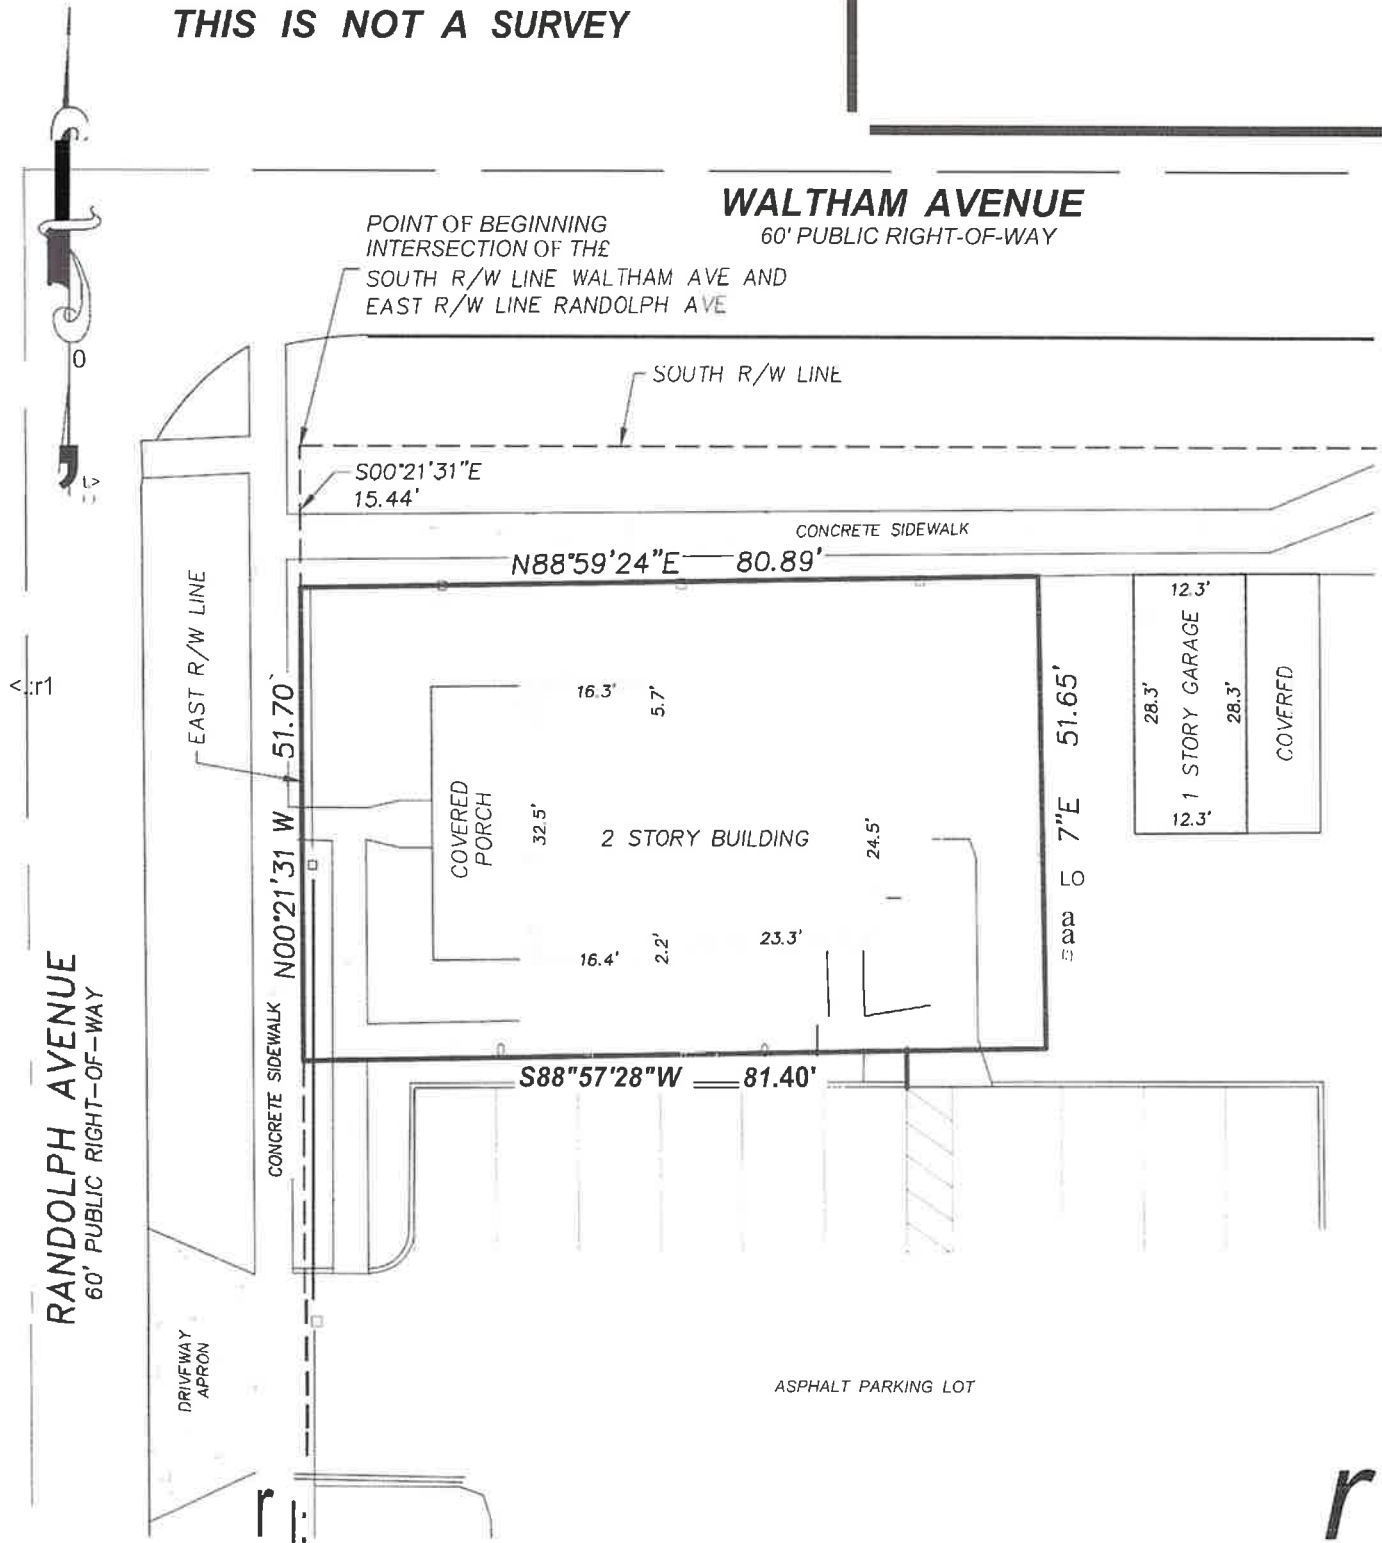 THIS IS NOT A SURVEY
WALTHAM AVENUE
60' PUBLIC RIGHT-OF-WAY
POINT OF BEGINNING
INTERSECTION OF TH£
SOUTH R/W LINE WALTHAM AVE AND
EAST R/W LINE RANDOLPH AVE
0
SOUTH R/W LINE
S00°21'31"E
15.44'
CONCRETE SIDEWALK
N88°59'24"E 80.89'
EAST R/W LINE
<.:r1
N00°21'31 W 51.70`
12.3'
28.3'
1 STORY GARAGE
28.3'
12.3'
COVERED
51.65'
7"E
LO
a
a
16.3'
5.7'
COVERED
PORCH
32.5'
2 STORY BUILDING
24.5'
16.4'
2.2'
23.3'
S88"57'28"W 81.40'
RANDOLPH AVENUE
60' PUBLIC RIGHT-OF-WAY
CONCRETE SIDEWALK
DRIVEWAY
APRON
ASPHALT PARKING LOT
r
r